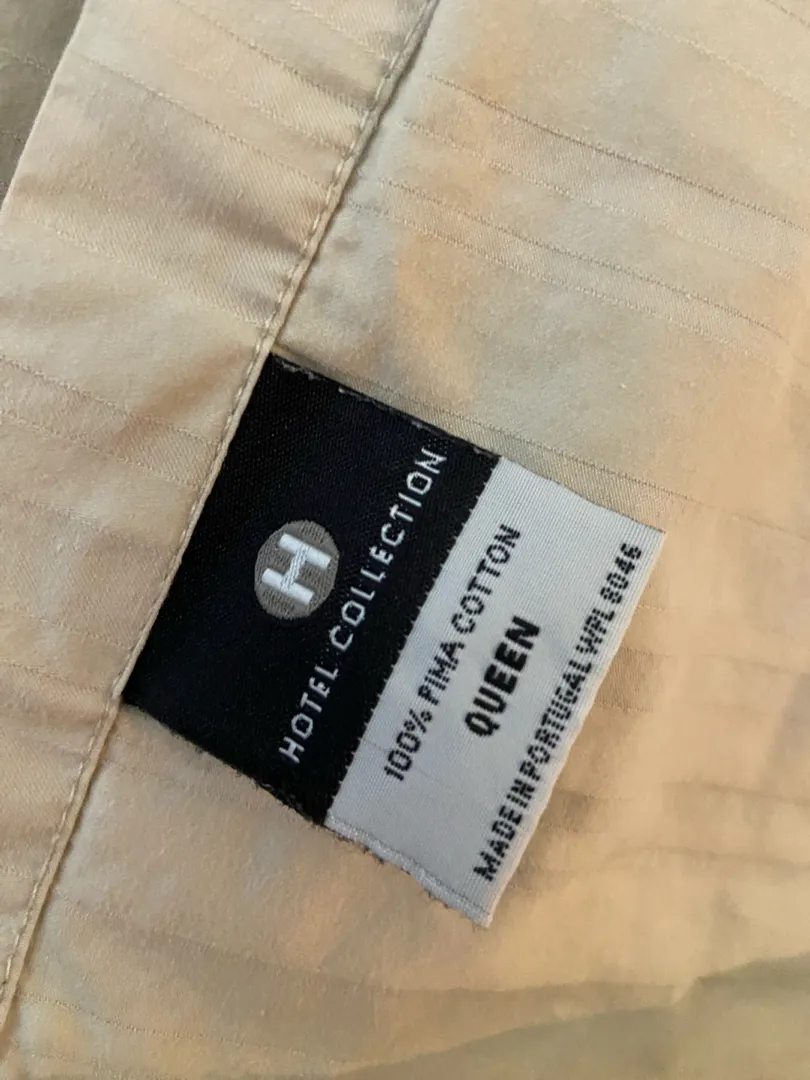 H
HOTEL COLLECTION
100% PIMA COTTON
QUEEN
MADE IN PORTUGAL WPL 8046